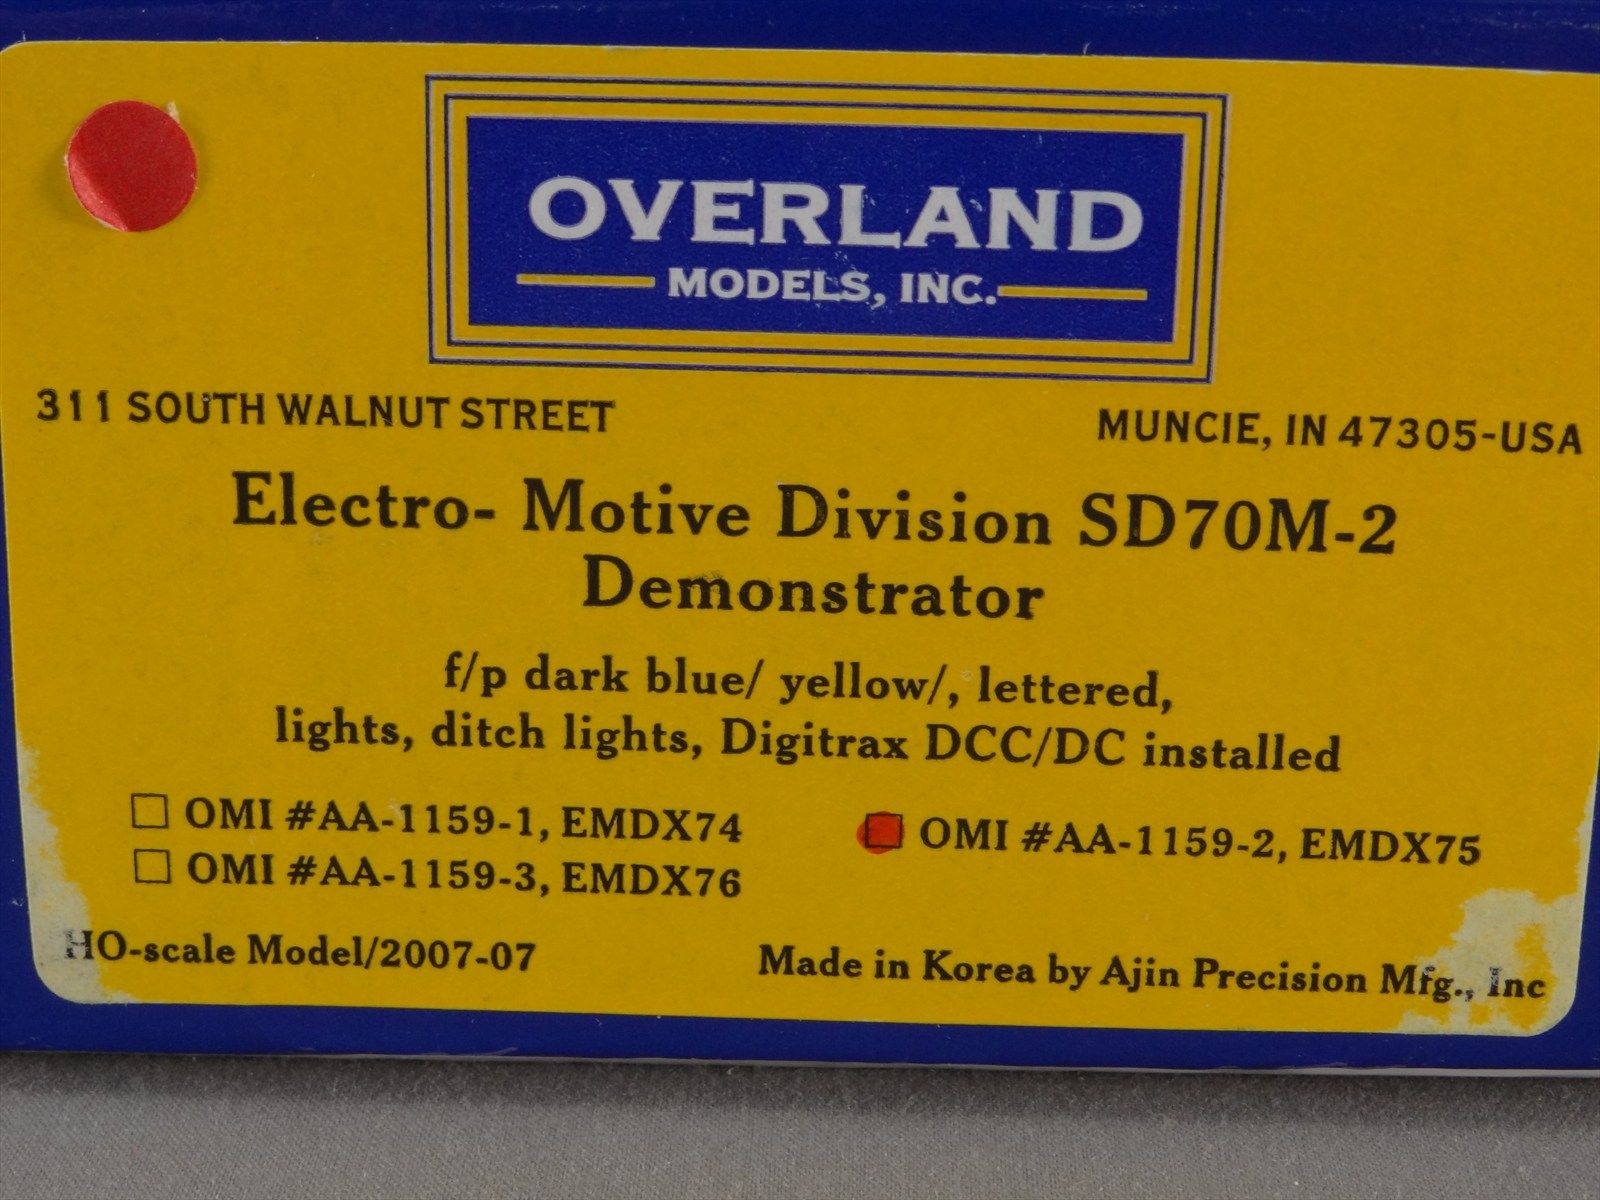 OVERLAND
MODELS, INC.
311 SOUTH WALNUT STREET MUNCIE, IN 47305-USA
Electro- Motive Division SD70M-2
Demonstrator
f/p dark blue/ yellow/, lettered,
lights, ditch lights, Digitrax DCC/DC installed
OMI #AA-1159-1, EMDX74 OMI #AA-1159-2, EMDX75
OMI #AA-1159-3, EMDX76
HO-scale Model/2007-07 Made in Korea by Ajin Precision Mfg., Inc